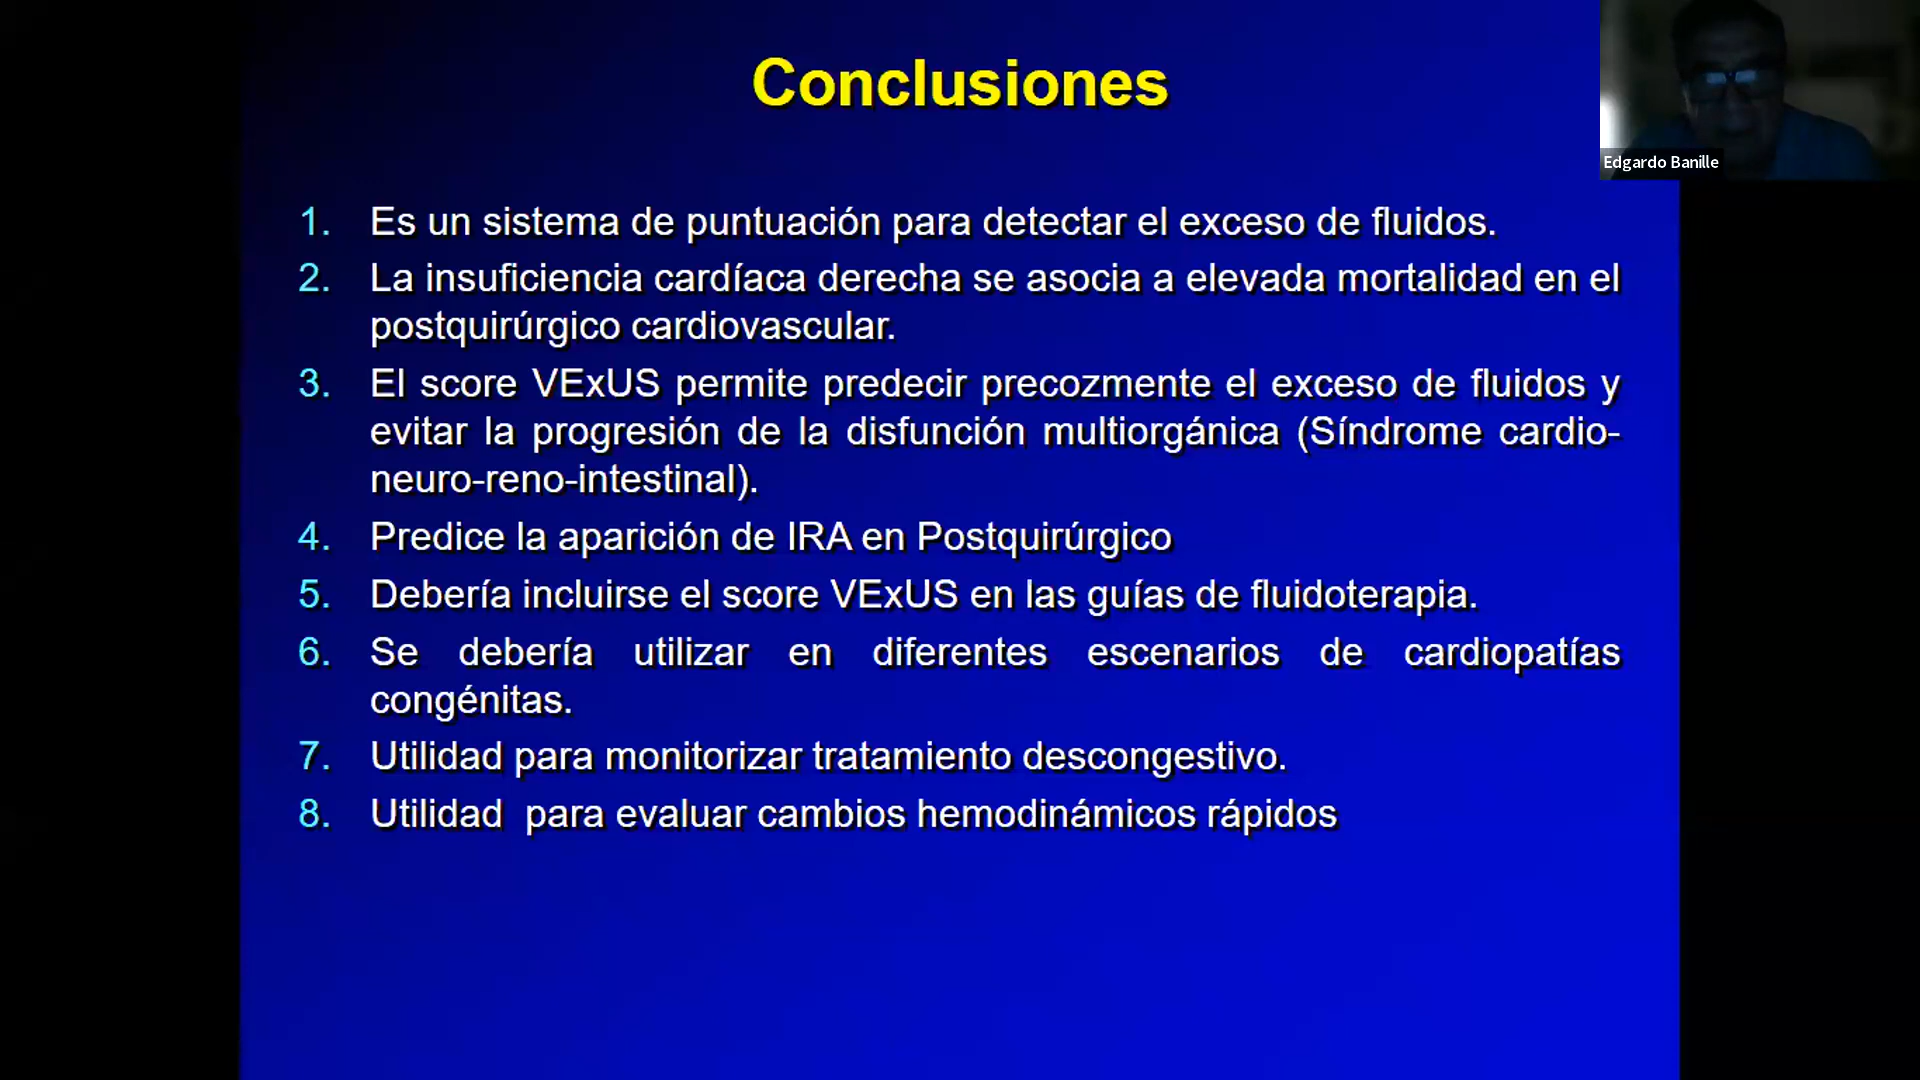 Conclusiones
Edgardo Banille
1. Es un sistema de puntuación para detectar el exceso de fluidos.
2. La insuficiencia cardíaca derecha se asocia a elevada mortalidad en el
postquirúrgico cardiovascular.
3. El score VExUS permite predecir precozmente el exceso de fluidos y
evitar la progresión de la disfunción multiorgánica (Síndrome cardio-
neuro-reno-intestinal).
4. Predice la aparición de IRA en Postquirúrgico
5. Debería incluirse el score VExUS en las guías de fluidoterapia.
6. Se debería utilizar en diferentes escenarios de cardiopatías
congénitas.
7. Utilidad para monitorizar tratamiento descongestivo.
8. Utilidad  para evaluar cambios hemodinámicos rápidos